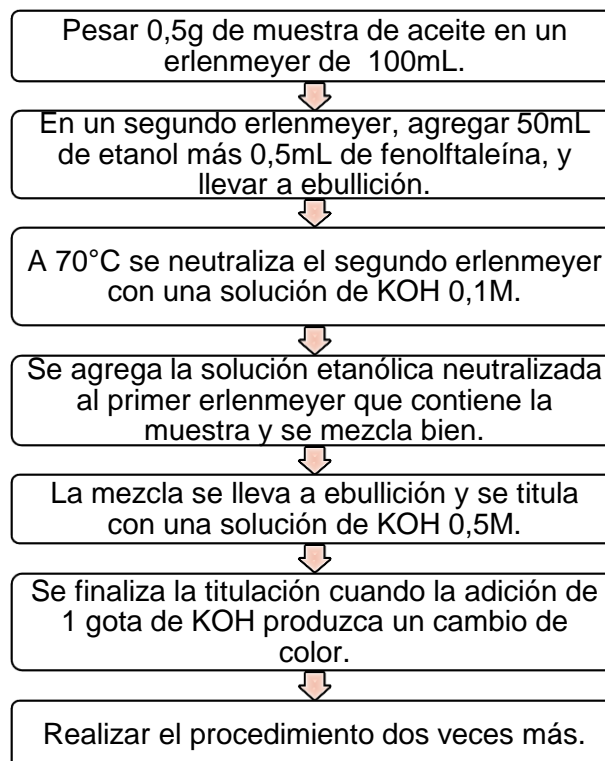 Pesar 0,5g de muestra de aceite en un
erlenmeyer de 100mL.
En un segundo erlenmeyer, agregar 50mL
de etanol más 0,5mL de fenolftaleína, y
llevar a ebullición.
A 70°C se neutraliza el segundo erlenmeyer
con una solución de KOH 0,1M.
Se agrega la solución etanólica neutralizada
al primer erlenmeyer que contiene la
muestra y se mezcla bien.
La mezcla se lleva a ebullición y se titula
con una solución de KOH 0,5M.
Se finaliza la titulación cuando la adición de
1 gota de KOH produzca un cambio de
color.
Realizar el procedimiento dos veces más.